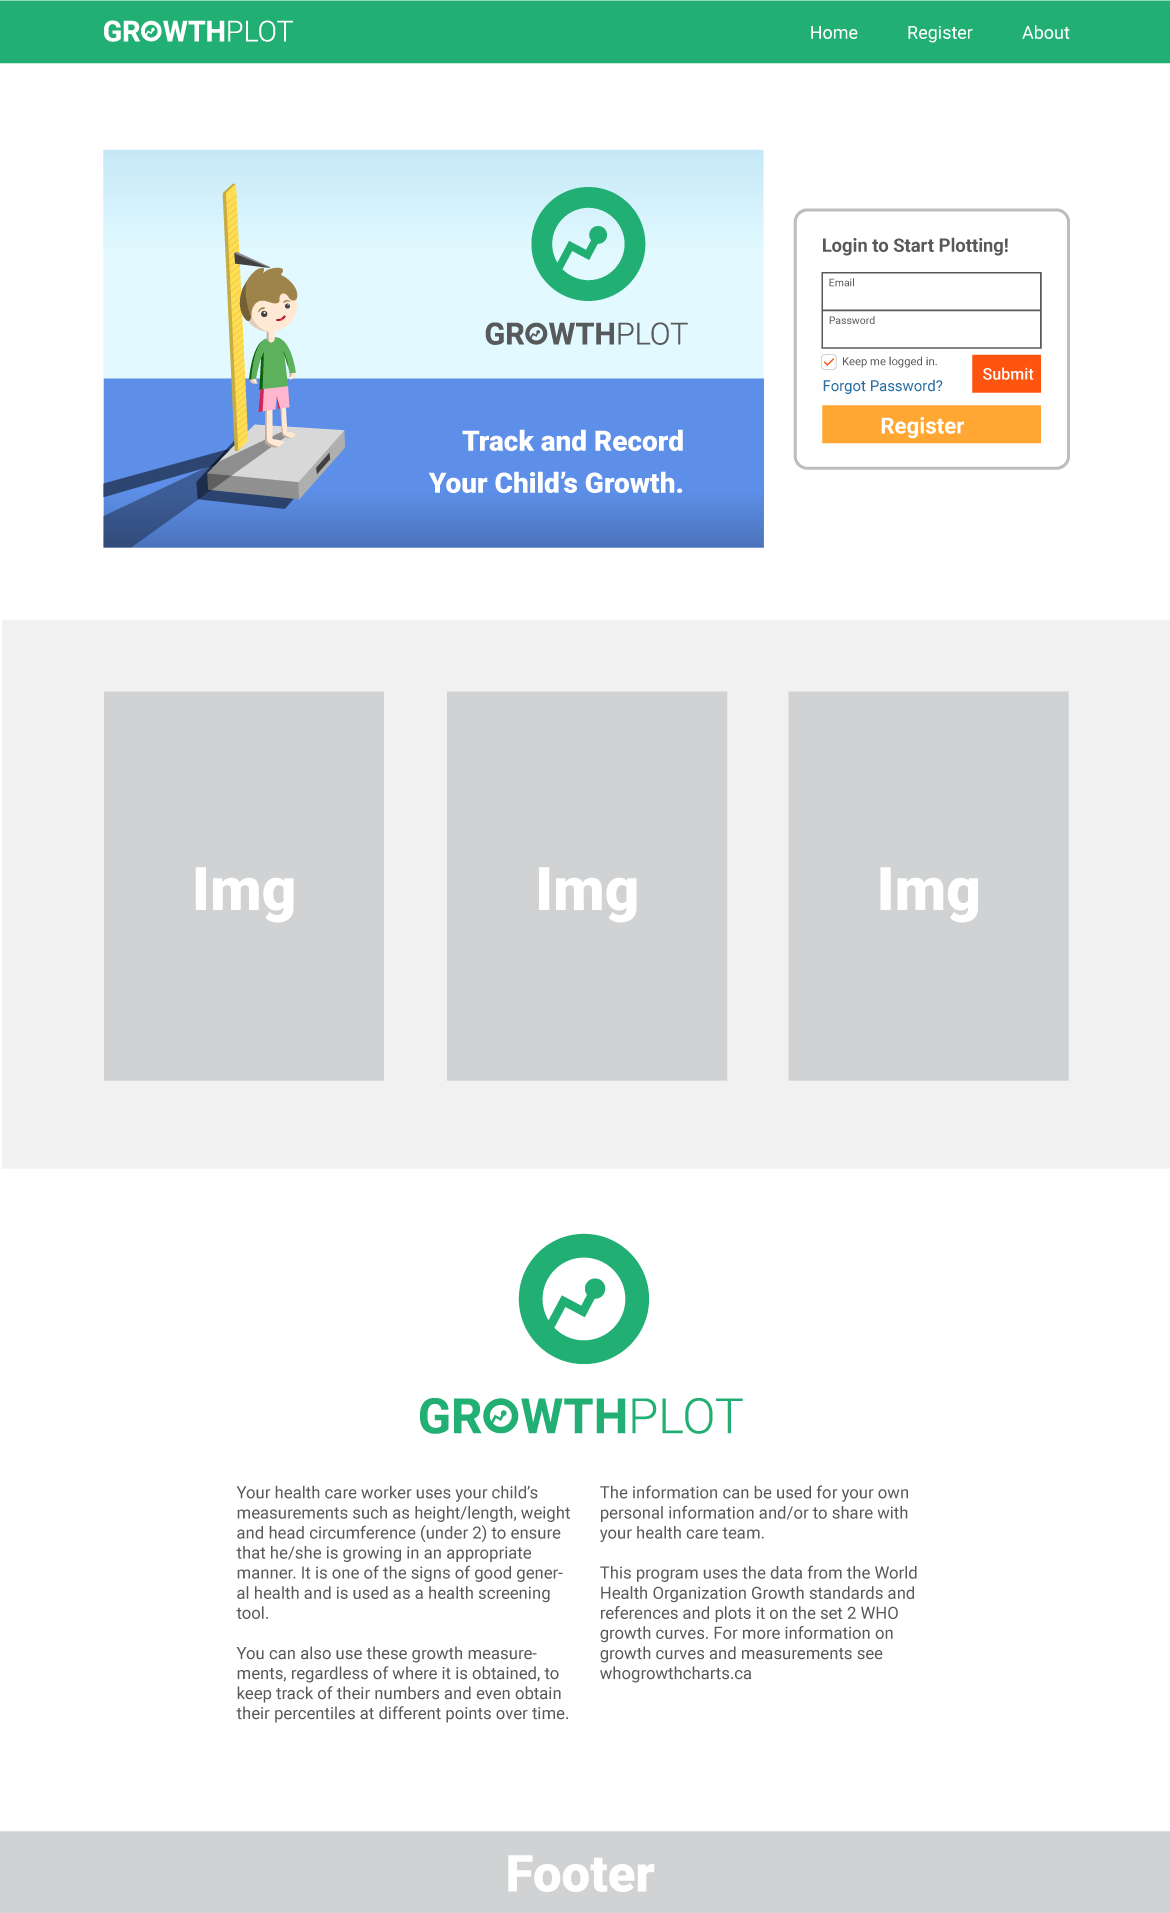 GROWTHPLOT
Home Register About
GROWTHPLOT
Track and Record
Your Child’s Growth.
Login to Start Plotting!
Email
Password
Keep me logged in.
Forgot Password?
Submit
Register
Img Img Img
GROWTHPLOT
Your health care worker uses your child’s
measurements such as height/length, weight
and head circumference (under 2) to ensure
that he/she is growing in an appropriate
manner. It is one of the signs of good gener-
al health and is used as a health screening
tool.
You can also use these growth measure-
ments, regardless of where it is obtained, to
keep track of their numbers and even obtain
their percentiles at different points over time.
The information can be used for your own
personal information and/or to share with
your health care team.
This program uses the data from the World
Health Organization Growth standards and
references and plots it on the set 2 WHO
growth curves. For more information on
growth curves and measurements see
whogrowthcharts.ca
Footer